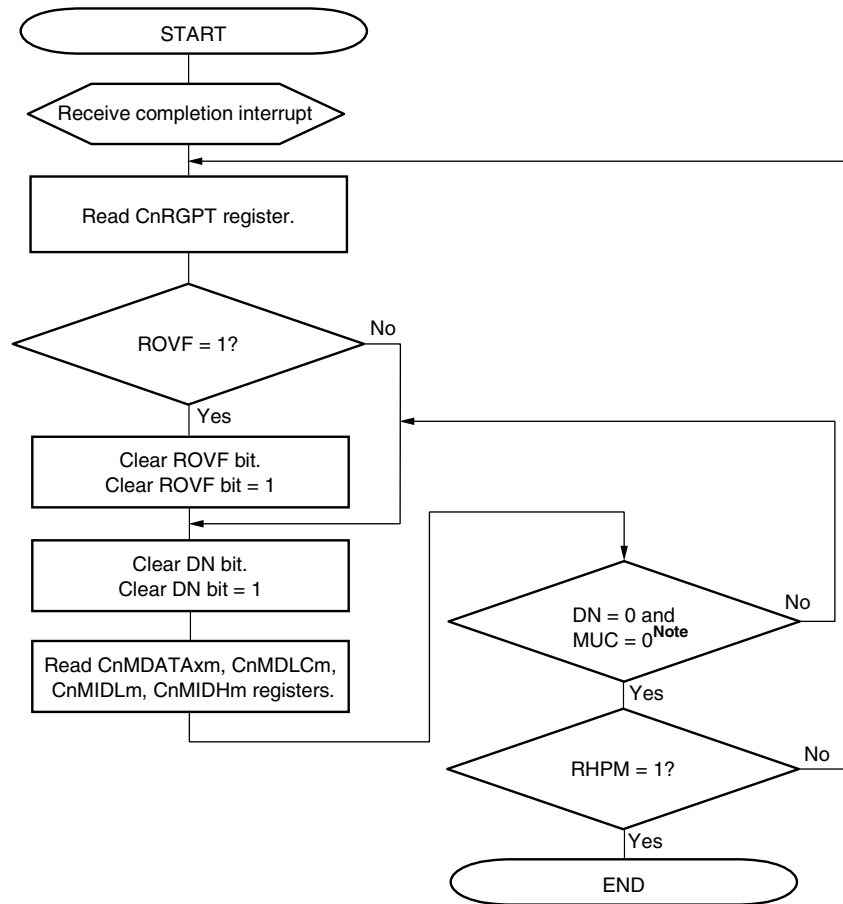 START
Receive completion interrupt
Read CnRGPT register.
ROVF = 1?
No
Yes
Clear ROVF bit.
Clear ROVF bit = 1
Clear DN bit.
Clear DN bit = 1
Read CnMDATAxm, CnMDLCm,
CnMIDLm, CnMIDHm registers.
DN = 0 and
MUC = 0Note
No
Yes
RHPM = 1?
No
Yes
END